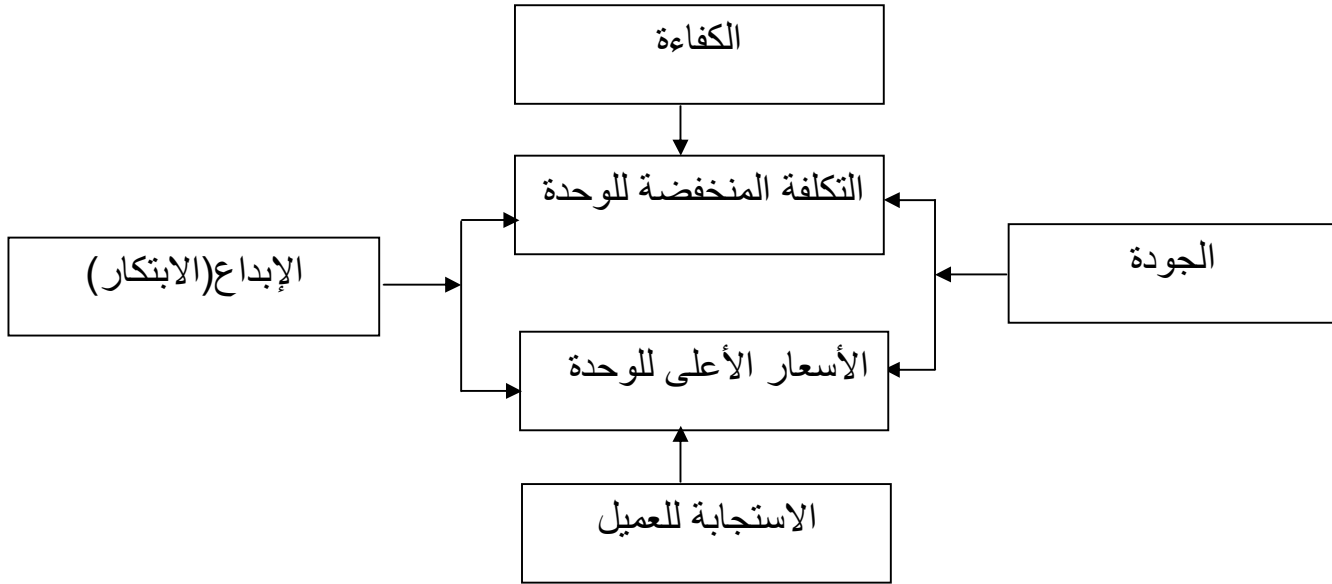 الكفاءة
التكلفة المنخفضة للوحدة
الجودة
الإبداع(الابتكار)
الأسعار الأعلى للوحدة
الاستجابة للعميل